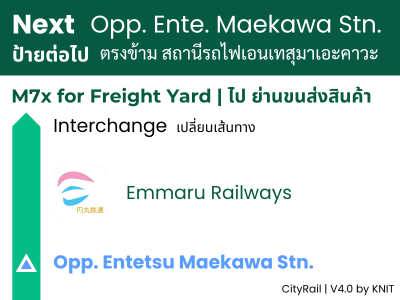 Next Opp. Ente. Maekawa Stn.
ป้ายต่อไป ตรงข้าม สถานีรถไฟเอนเทสุมาเอะคาวะ
M7x for Freight Yard | ไป ย่านขนส่งสินค้า
Interchange เปลี่ยนเส้นทาง
Emmaru Railways
円丸鉄道
Opp. Entetsu Maekawa Stn.
CityRail | V4.0 by KNIT